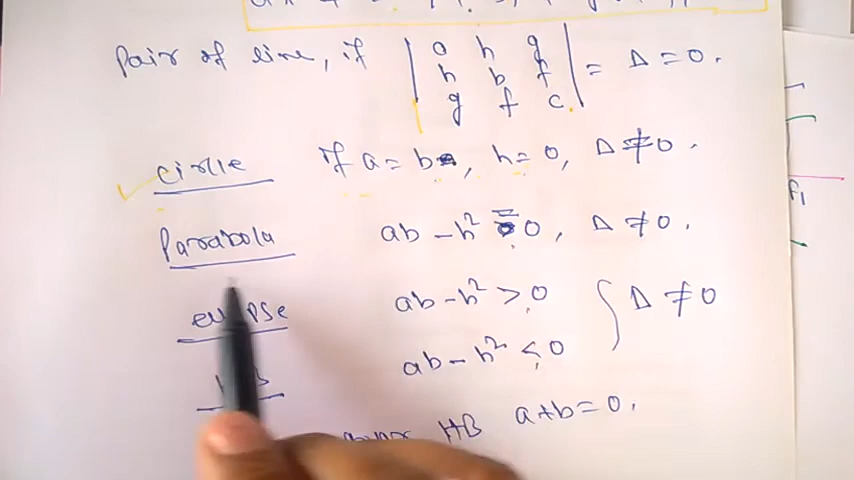 Pair of line, if | a h g |
| h b f | = Δ = 0.
| g f c. |
circle if a = b, h = 0, Δ ≠ 0.
Parabola ab - h² = 0, Δ ≠ 0.
ab - h² > 0 } Δ ≠ 0
ab - h² < 0
HB a+b = 0.
f₁